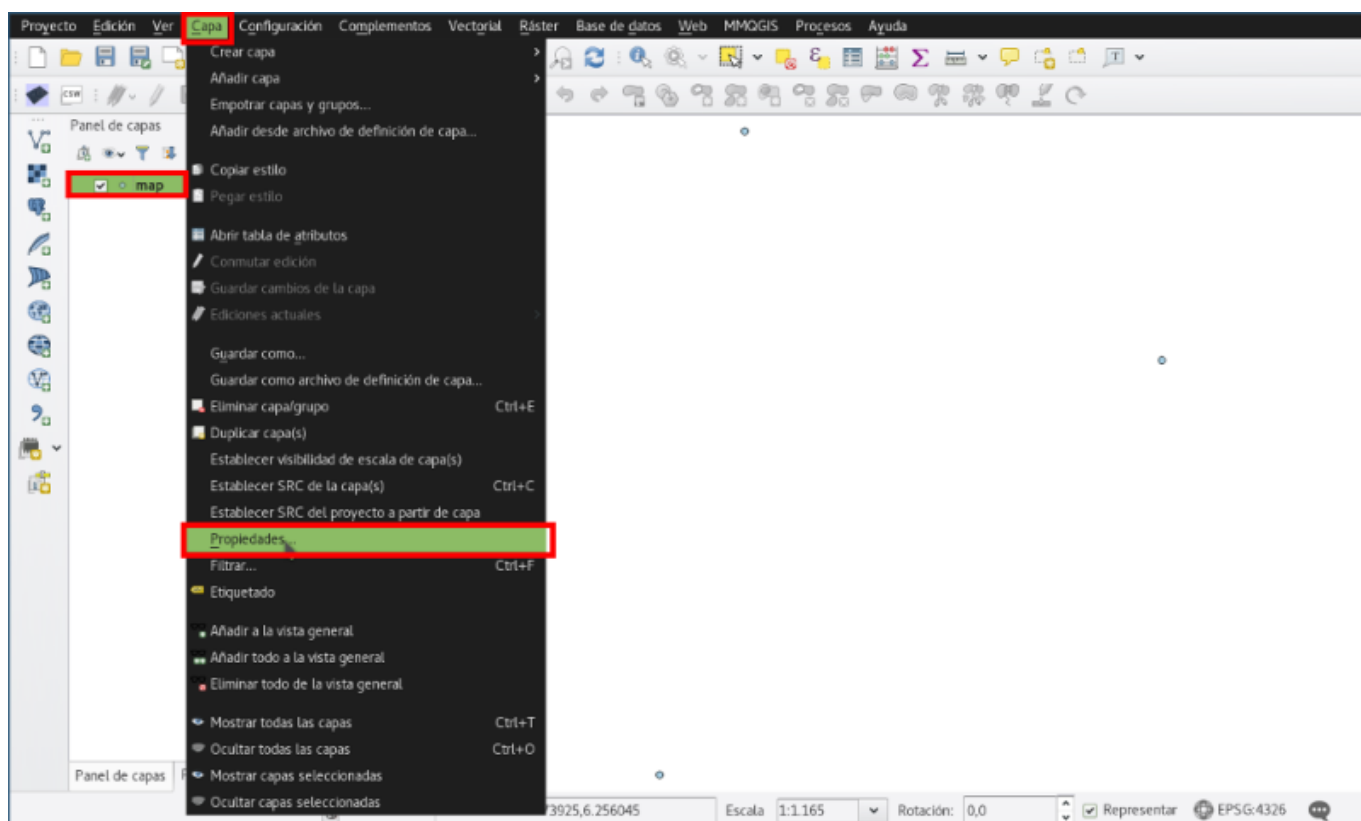 Proyecto Edición Ver Capa Configuración Complementos Vectorial Ráster Base de datos Web MMQGIS Procesos Ayuda
Crear capa
Añadir capa
Empotrar capas y grupos...
Añadir desde archivo de definición de capa...
CSW
Panel de capas
map
Copiar estilo
Pegar estilo
Abrir tabla de atributos
Conmutar edición
Guardar cambios de la capa
Ediciones actuales
Guardar como...
Guardar como archivo de definición de capa...
Eliminar capa/grupo Ctrl+E
Duplicar capa(s)
Establecer visibilidad de escala de capa(s)
Establecer SRC de la capa(s) Ctrl+C
Establecer SRC del proyecto a partir de capa
Propiedades...
Filtrar... Ctrl+F
Etiquetado
Añadir a la vista general
Añadir todo a la vista general
Eliminar todo de la vista general
Mostrar todas las capas Ctrl+T
Ocultar todas las capas Ctrl+O
Mostrar capas seleccionadas
Ocultar capas seleccionadas
Panel de capas
3925,6.256045 Escala 1:1.165 Rotación: 0,0 Representar EPSG:4326